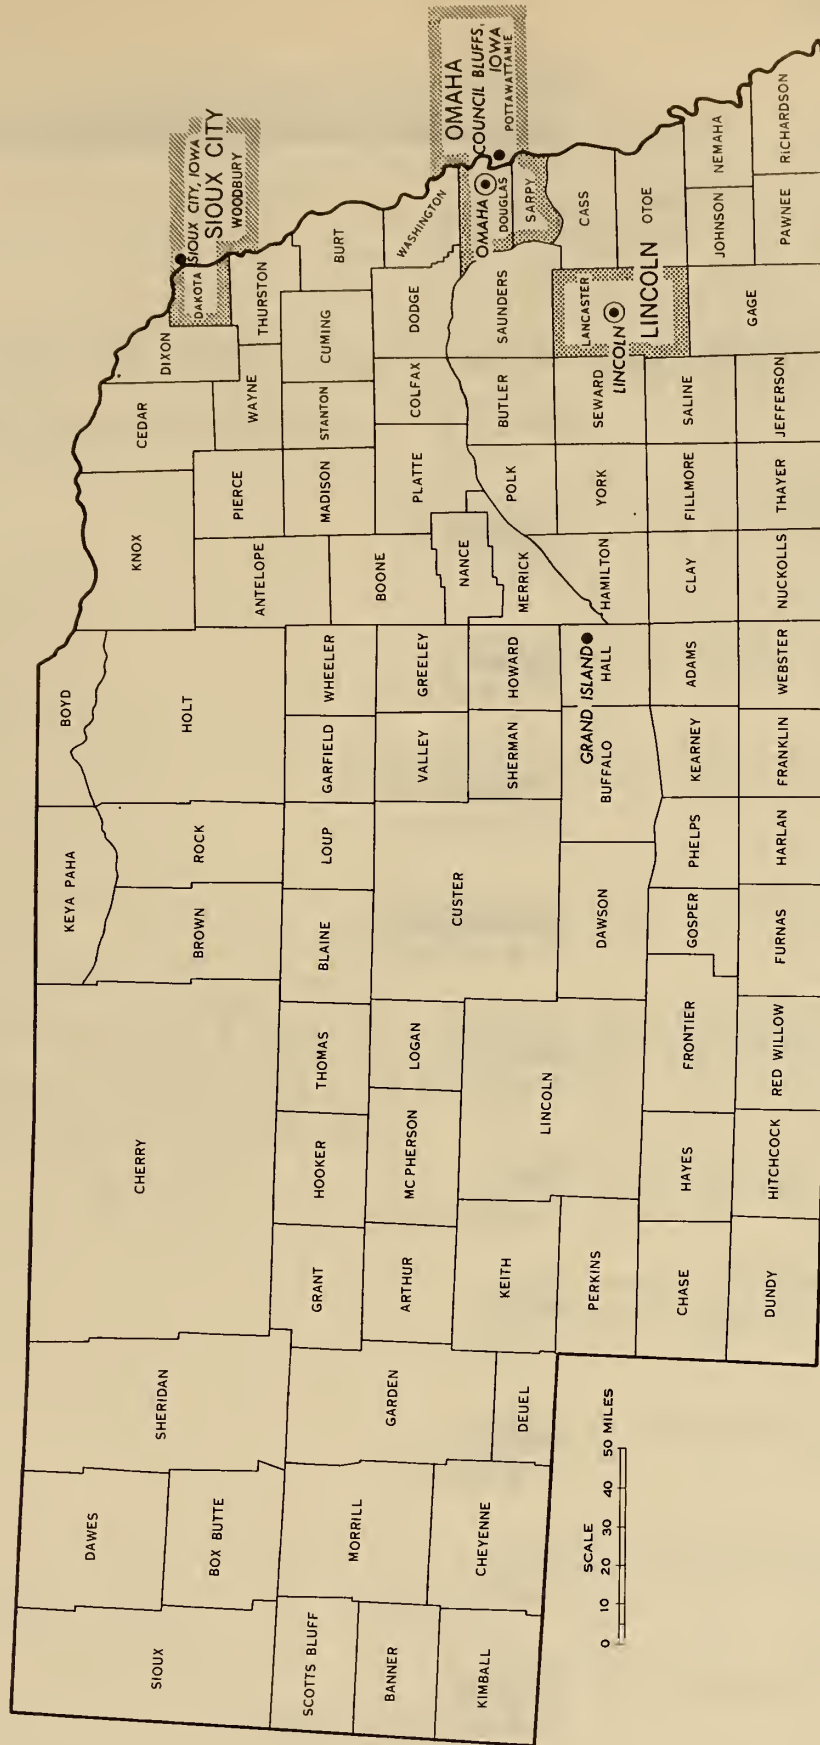 SIOUX CITY, IOWA
SIOUX CITY
WOODBURY
DAKOTA
OMAHA
COUNCIL BLUFFS,
IOWA
POTTAWATTAMIE
OMAHA
DOUGLAS
SARPY
LANCASTER
LINCOLN
LINCOLN
GRAND ISLAND
SIOUX
DAWES
BOX BUTTE
SHERIDAN
CHERRY
KEYA PAHA
BOYD
BROWN
ROCK
HOLT
KNOX
CEDAR
DIXON
ANTELOPE
PIERCE
WAYNE
THURSTON
SCOTTS BLUFF
BANNER
KIMBALL
MORRILL
CHEYENNE
GARDEN
DEUEL
GRANT
HOOKER
THOMAS
BLAINE
LOUP
GARFIELD
WHEELER
BOONE
MADISON
STANTON
CUMING
BURT
ARTHUR
MC PHERSON
LOGAN
CUSTER
VALLEY
GREELEY
NANCE
PLATTE
COLFAX
DODGE
WASHINGTON
KEITH
LINCOLN
SHERMAN
HOWARD
MERRICK
POLK
BUTLER
SAUNDERS
PERKINS
DAWSON
BUFFALO
HALL
HAMILTON
YORK
SEWARD
CASS
OTOE
CHASE
HAYES
FRONTIER
GOSPER
PHELPS
KEARNEY
ADAMS
CLAY
FILLMORE
SALINE
GAGE
JOHNSON
NEMAHA
DUNDY
HITCHCOCK
RED WILLOW
FURNAS
HARLAN
FRANKLIN
WEBSTER
NUCKOLLS
THAYER
JEFFERSON
PAWNEE
RICHARDSON
SCALE
0 10 20 30 40 50 MILES